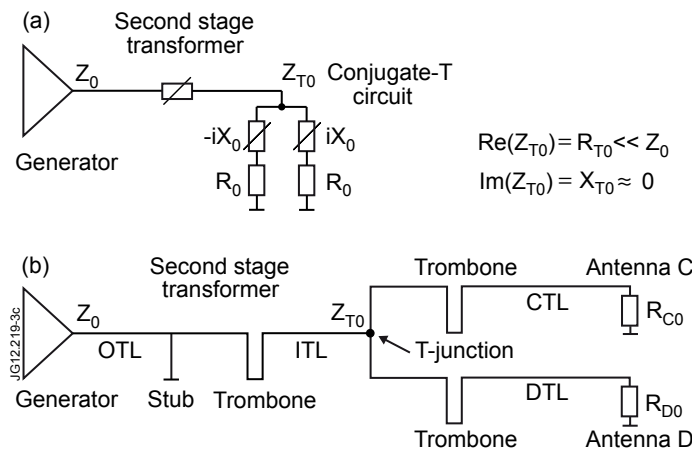 (a)
Second stage
transformer
Z0
ZT0
Conjugate-T
circuit
-iX0
iX0
R0
R0
Generator
Re(ZT0) = RT0 << Z0
Im(ZT0) = XT0 ≈ 0
(b)
Second stage
transformer
Trombone
Antenna C
Z0
ZT0
CTL
RC0
OTL
ITL
T-junction
JG12.219-3c
Generator
Stub
Trombone
DTL
RD0
Trombone
Antenna D